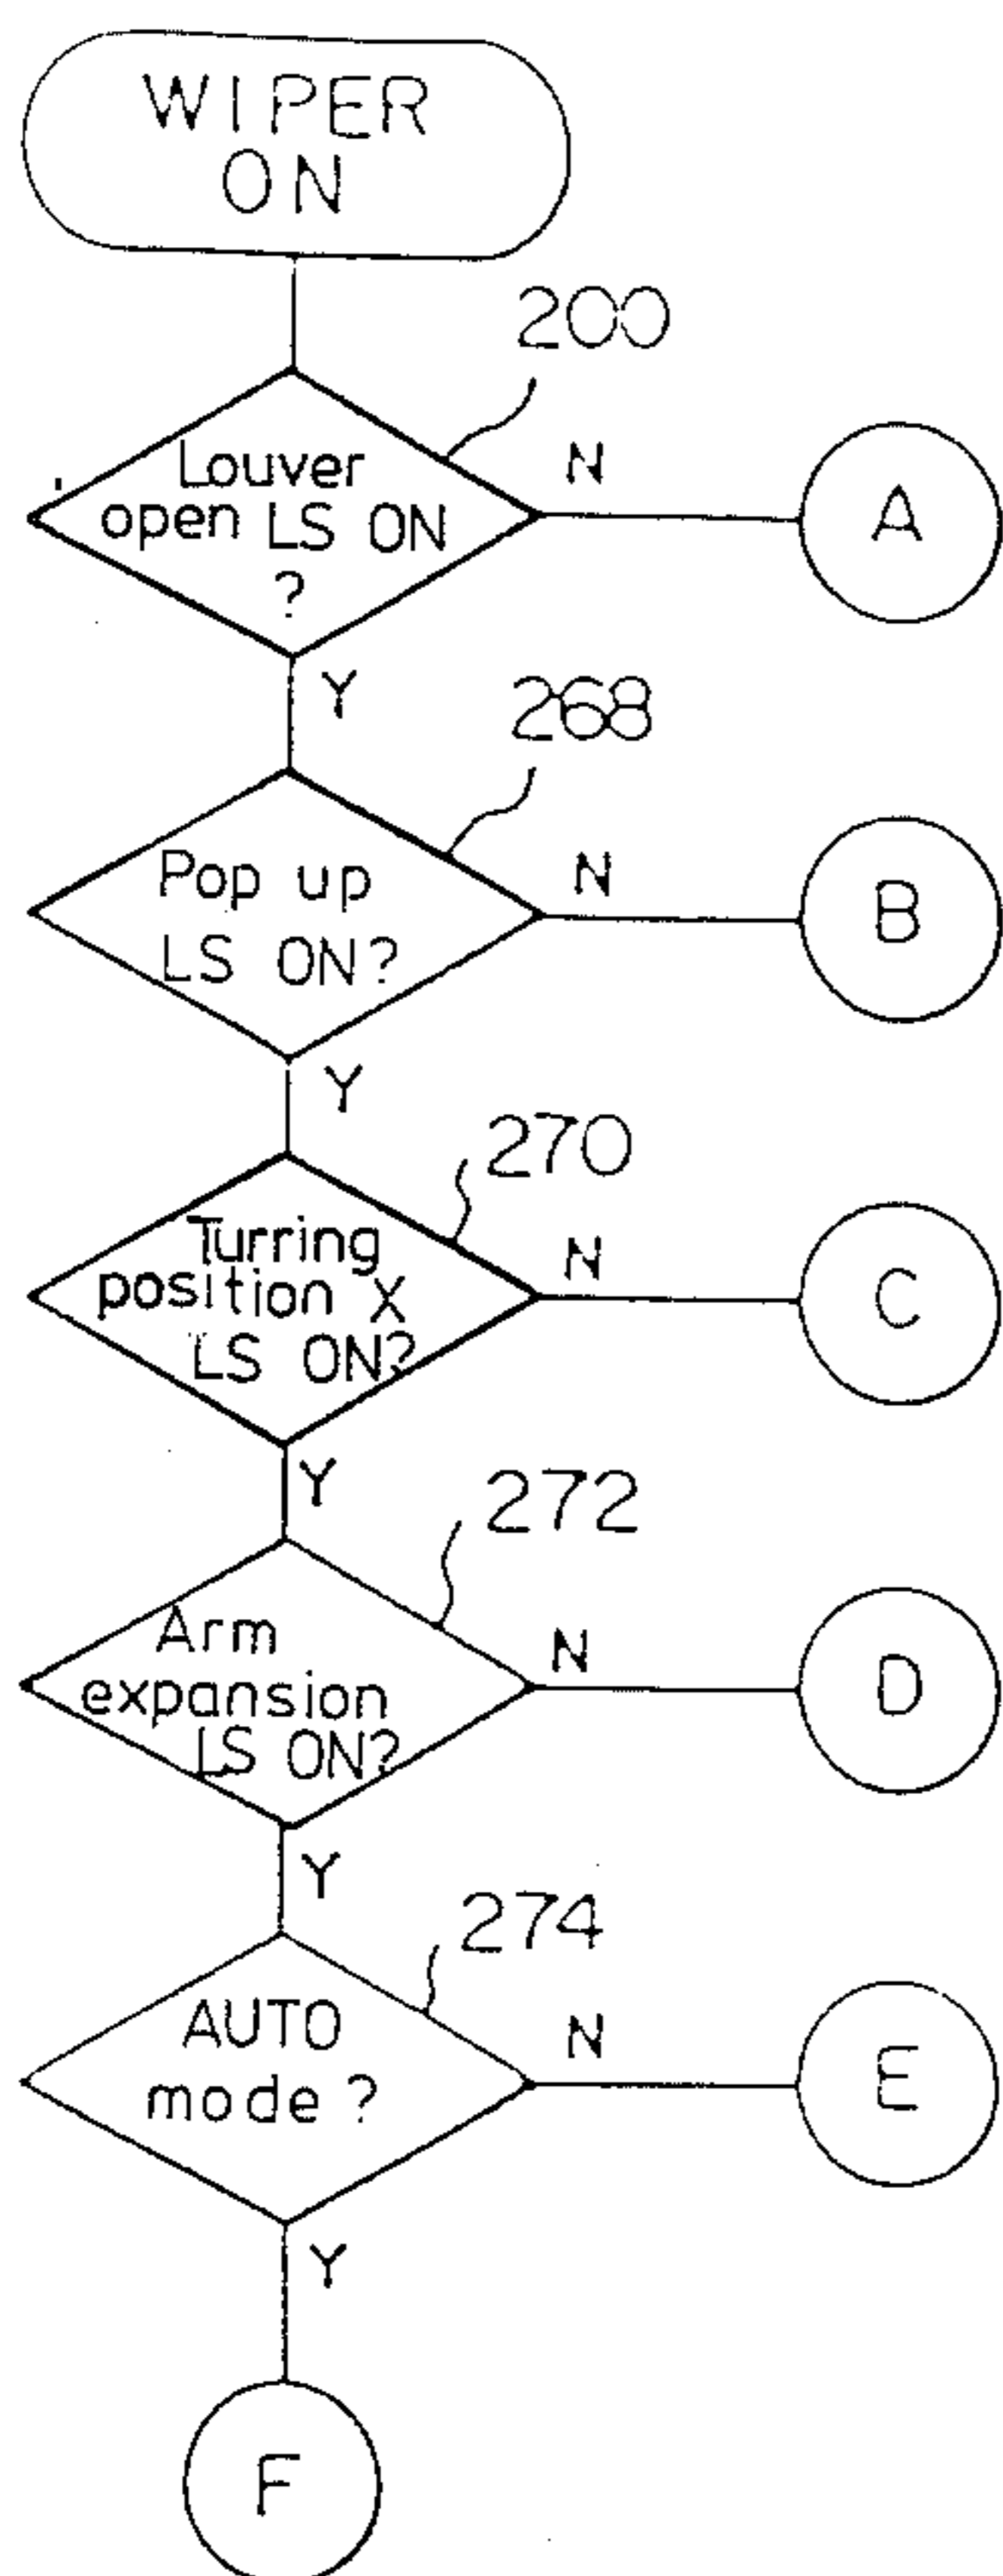 WIPER
ON
200
Louver
open LS ON
?
N
A
Y
268
Pop up
LS ON?
N
B
Y
270
Turring
position X
LS ON?
N
C
Y
272
Arm
expansion
LS ON?
N
D
Y
274
AUTO
mode?
N
E
Y
F